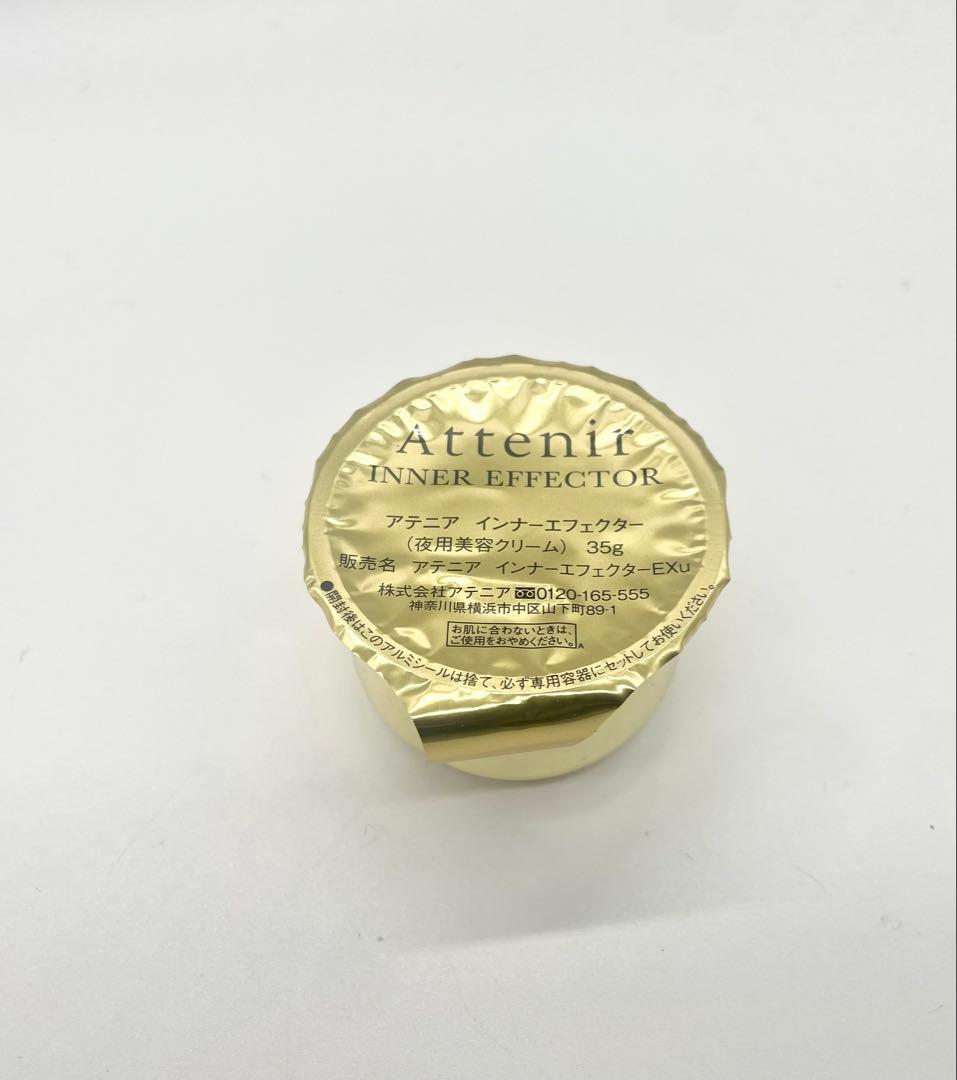 Attenir
INNER EFFECTOR
アテニア インナーエフェクター
（夜用美容クリーム） 35g
販売名 アテニア インナーエフェクターEXu
株式会社アテニア 0120-165-555
神奈川県横浜市中区山下町89-1
お肌に合わないときは、
ご使用をおやめください。A
●開封後はこのアルミシールは捨て、必ず専用容器にセットしてお使いください。